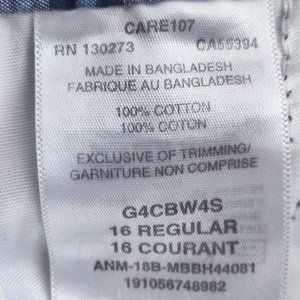 CARE107
RN 130273 CA55394
MADE IN BANGLADESH
FABRIQUE AU BANGLADESH
100% COTTON
100% COTON
EXCLUSIVE OF TRIMMING/
GARNITURE NON COMPRISE
G4CBW4S
16 REGULAR
16 COURANT
ANM-18B-MBBH44081
191056748982